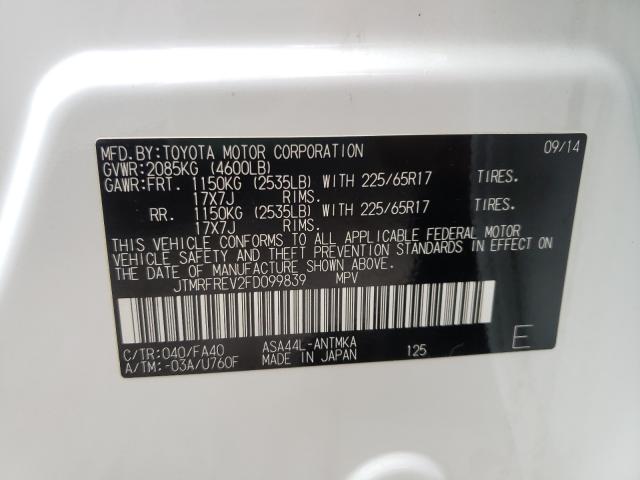 MFD.BY:TOYOTA MOTOR CORPORATION 09/14
GVWR:2085KG (4600LB)
GAWR:FRT. 1150KG (2535LB) WITH 225/65R17 TIRES.
17X7J RIMS.
RR. 1150KG (2535LB) WITH 225/65R17 TIRES.
17X7J RIMS.
THIS VEHICLE CONFORMS TO ALL APPLICABLE FEDERAL MOTOR
VEHICLE SAFETY AND THEFT PREVENTION STANDARDS IN EFFECT ON
THE DATE OF MANUFACTURE SHOWN ABOVE.
JTMRFREV2FD099839 MPV
C/TR:040/FA40 ASA44L-ANTMKA 125 E
A/TM:-03A/U760F MADE IN JAPAN